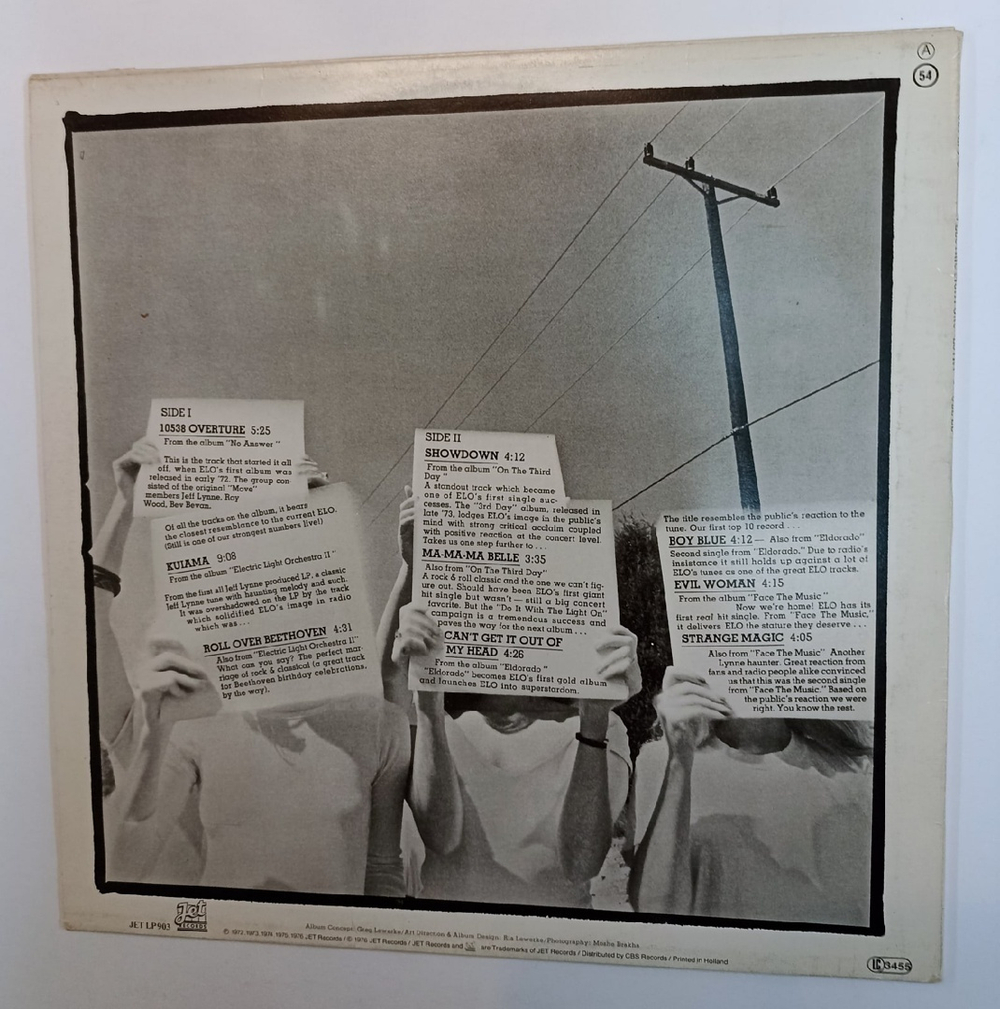 A
54
SIDE I
10538 OVERTURE 5:25
From the album "No Answer"
This is the track that started it all
off, when ELO's first album was
released in early '72. The group con-
sisted of the original "Move"
members Jeff Lynne, Roy
Wood, Bev Bevan.
Of all the tracks on the album, it bears
the closest resemblance to the current ELO.
(Still is one of our strongest numbers live!)
KUIAMA 9:08
From the album "Electric Light Orchestra II"
From the first all Jeff Lynne produced LP, a classic
Jeff Lynne tune with haunting melody and such.
It was overshadowed on the LP by the track
which solidified ELO's image in radio
which was...
ROLL OVER BEETHOVEN 4:31
Also from "Electric Light Orchestra II"
What can you say? The perfect mar-
riage of rock & classical (a great track
for Beethoven birthday celebrations,
by the way).
SIDE II
SHOWDOWN 4:12
From the album "On The Third
Day"
A standout track which became
one of ELO's first single suc-
cesses. The "3rd Day" album, released in
late '73, lodges ELO's image in the public's
mind with strong critical acclaim coupled
with positive reaction at the concert level.
Takes us one step further to...
MA-MA-MA BELLE 3:35
Also from "On The Third Day"
A rock & roll classic and the one we can't fig-
ure out. Should have been ELO's first giant
hit single but wasn't — still a big concert
favorite. But the "Do It With The Light On"
campaign is a tremendous success and
paves the way for the next album...
CAN'T GET IT OUT OF
MY HEAD 4:26
From the album "Eldorado"
"Eldorado" becomes ELO's first gold album
and launches ELO into superstardom.
The title resembles the public's reaction to the
tune. Our first top 10 record...
BOY BLUE 4:12— Also from "Eldorado"
Second single from "Eldorado." Due to radio's
insistance it still holds up against a lot of
ELO's tunes as one of the great ELO tracks.
EVIL WOMAN 4:15
From the album "Face The Music"
Now we're home! ELO has its
first real hit single. From "Face The Music,"
it delivers ELO the stature they deserve...
STRANGE MAGIC 4:05
Also from "Face The Music" Another
Lynne haunter. Great reaction from
fans and radio people alike convinced
us that this was the second single
from "Face The Music." Based on
the public's reaction we were
right. You know the rest.
JET LP 903
Jet
RECORDS
Album Concept: Greg Lewerke/Art Direction & Album Design: Ria Lewerke/Photography: Moshe Brakha
℗ 1972, 1973, 1974, 1975, 1976 JET Records / © 1976 JET Records / JET Records and Jet are Trademarks of JET Records / Distributed by CBS Records / Printed in Holland
LC 3455